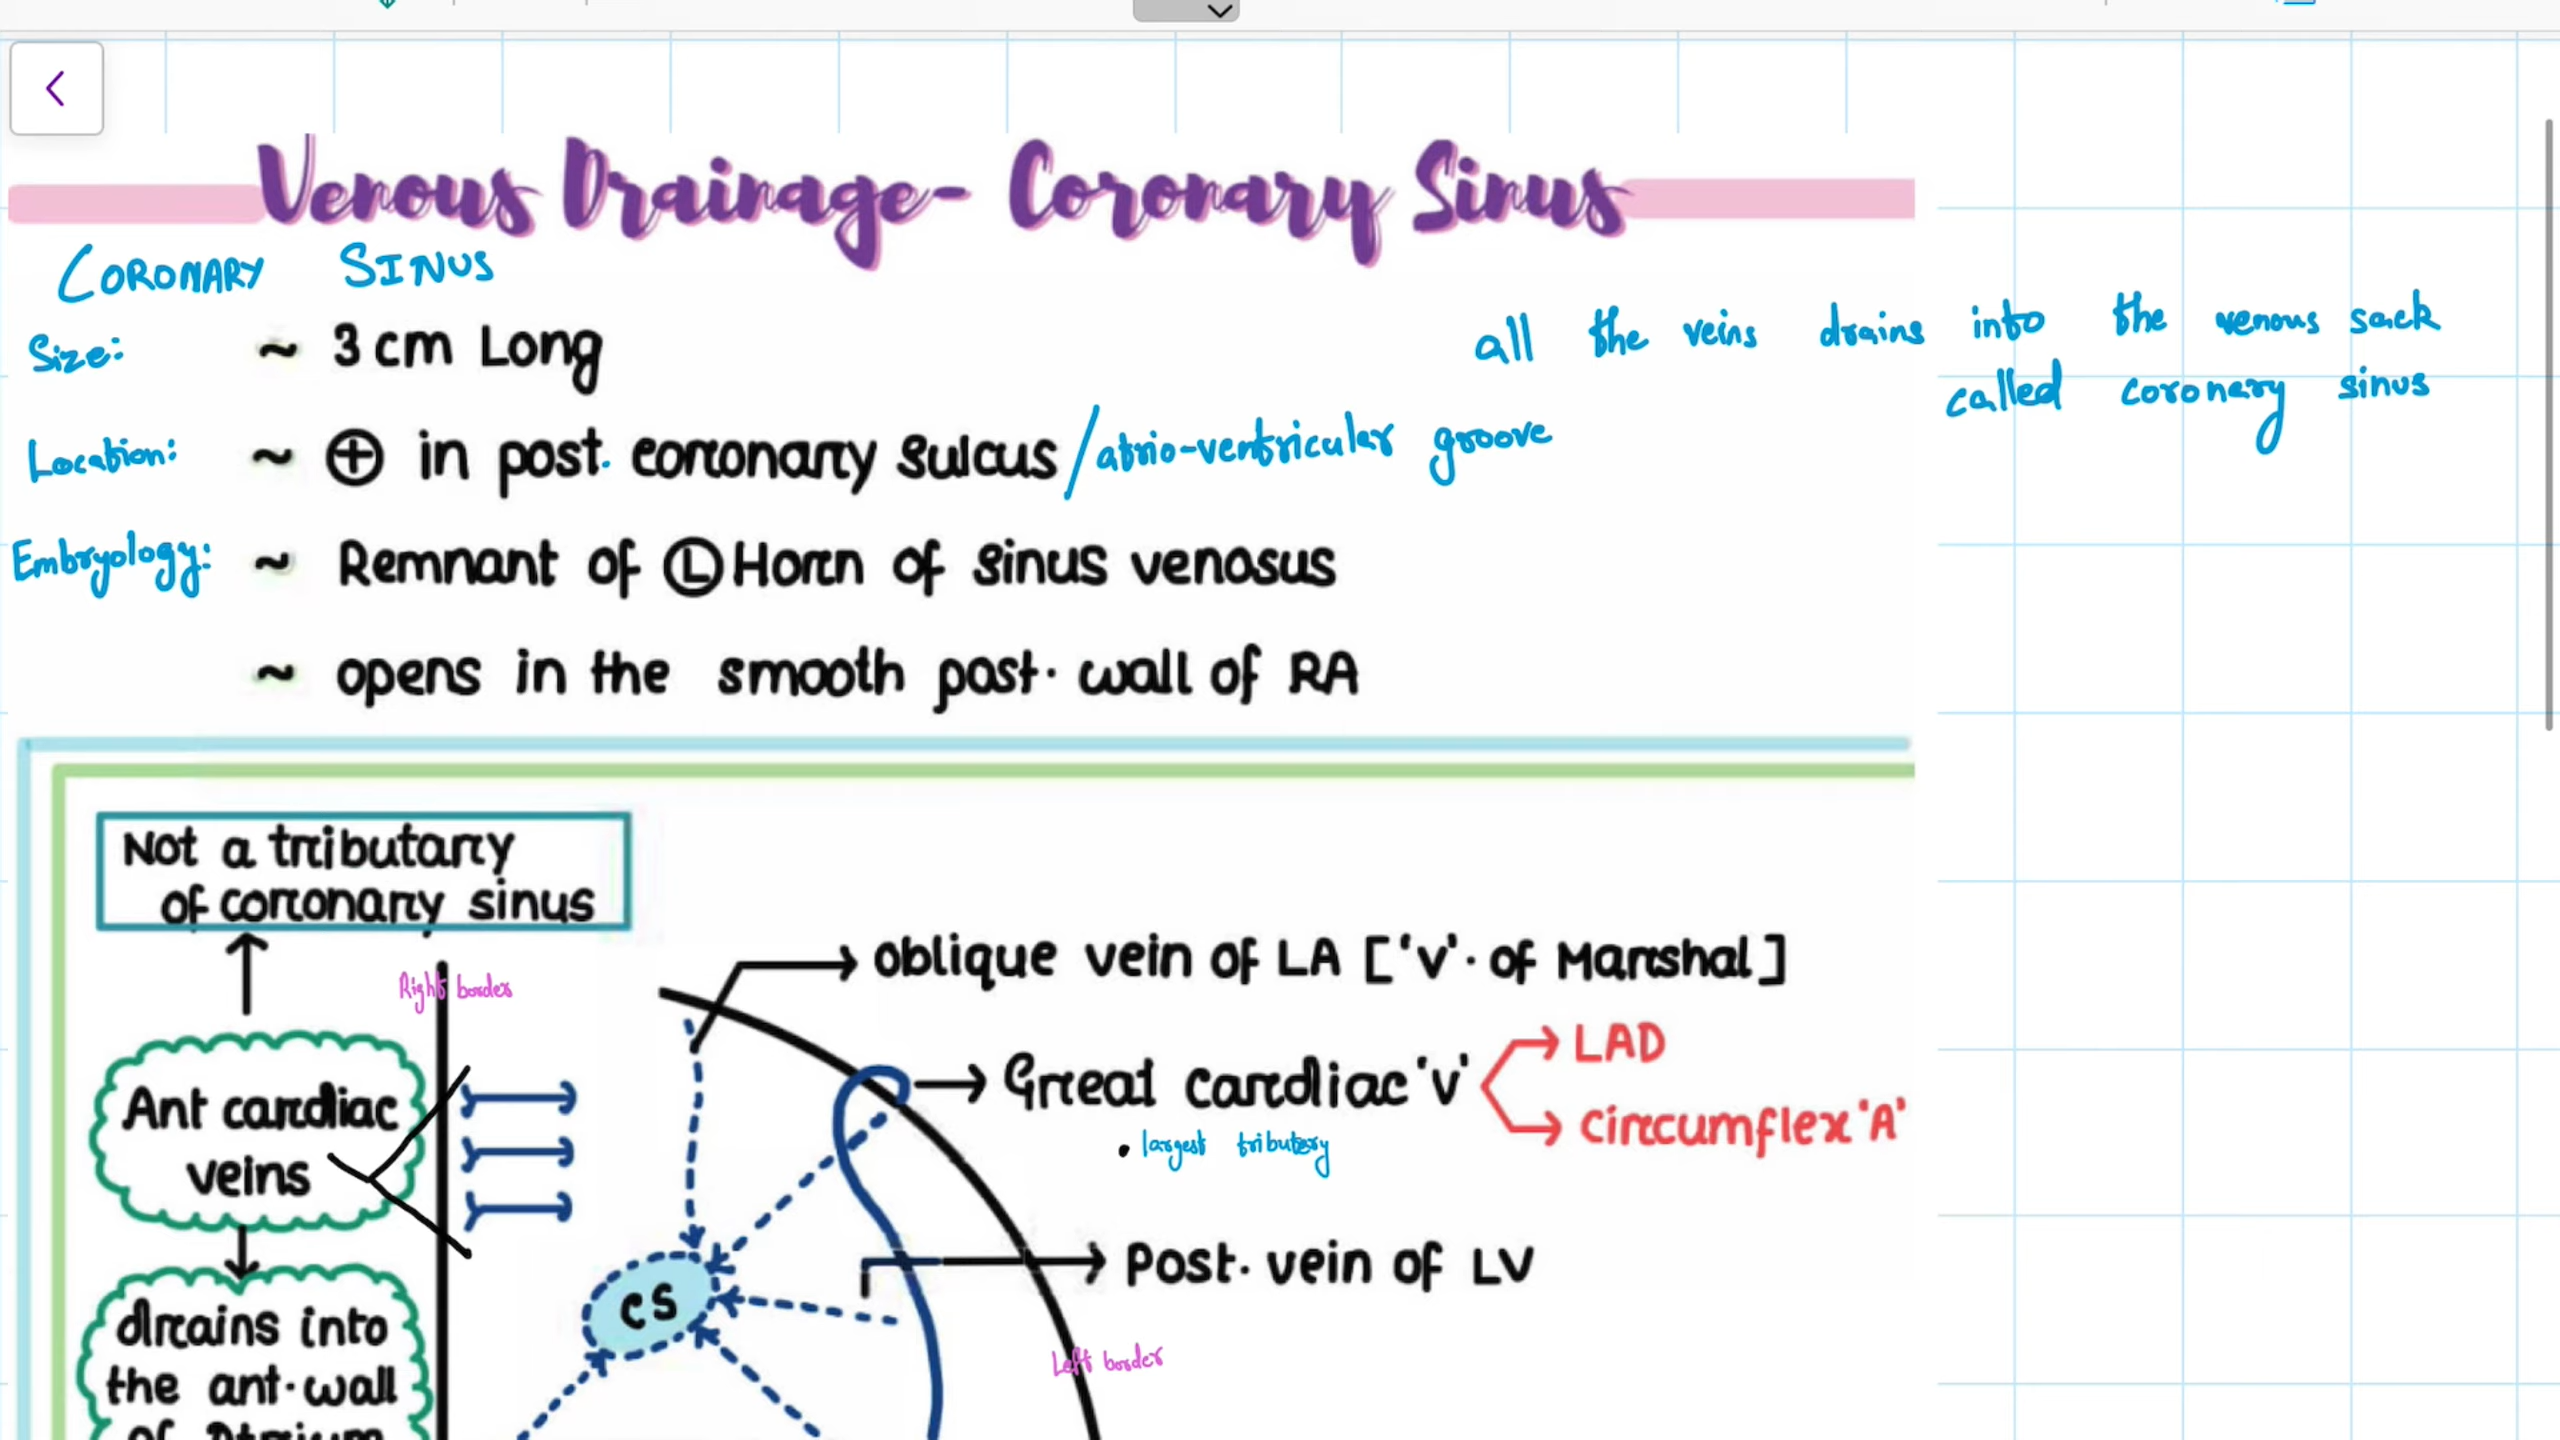 Venous Drainage- Coronary Sinus
CORONARY SINUS
Size: ~ 3 cm Long
all the veins drains into the venous sack
called coronary sinus
Location: ~ ⊕ in post. coronary sulcus / atrio-ventricular groove
Embryology: ~ Remnant of Ⓛ Horn of sinus venosus
~ opens in the smooth post. wall of RA
Not a tributary
of coronary sinus
Right border
oblique vein of LA ['v'. of Marshal]
Ant cardiac
veins
Great cardiac 'v'
LAD
circumflex 'A'
• largest tributary
Post. vein of LV
CS
Left border
drains into
the ant. wall
of Atrium